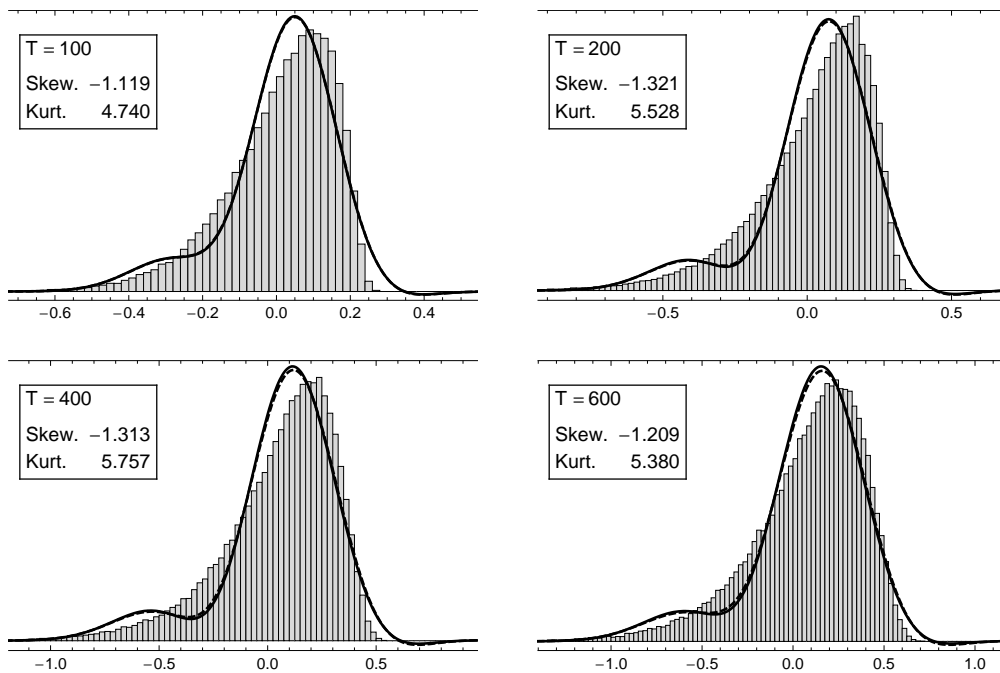 T = 100
Skew. −1.119
Kurt. 4.740
−0.6 −0.4 −0.2 0.0 0.2 0.4
T = 200
Skew. −1.321
Kurt. 5.528
−0.5 0.0 0.5
T = 400
Skew. −1.313
Kurt. 5.757
−1.0 −0.5 0.0 0.5
T = 600
Skew. −1.209
Kurt. 5.380
−1.0 −0.5 0.0 0.5 1.0